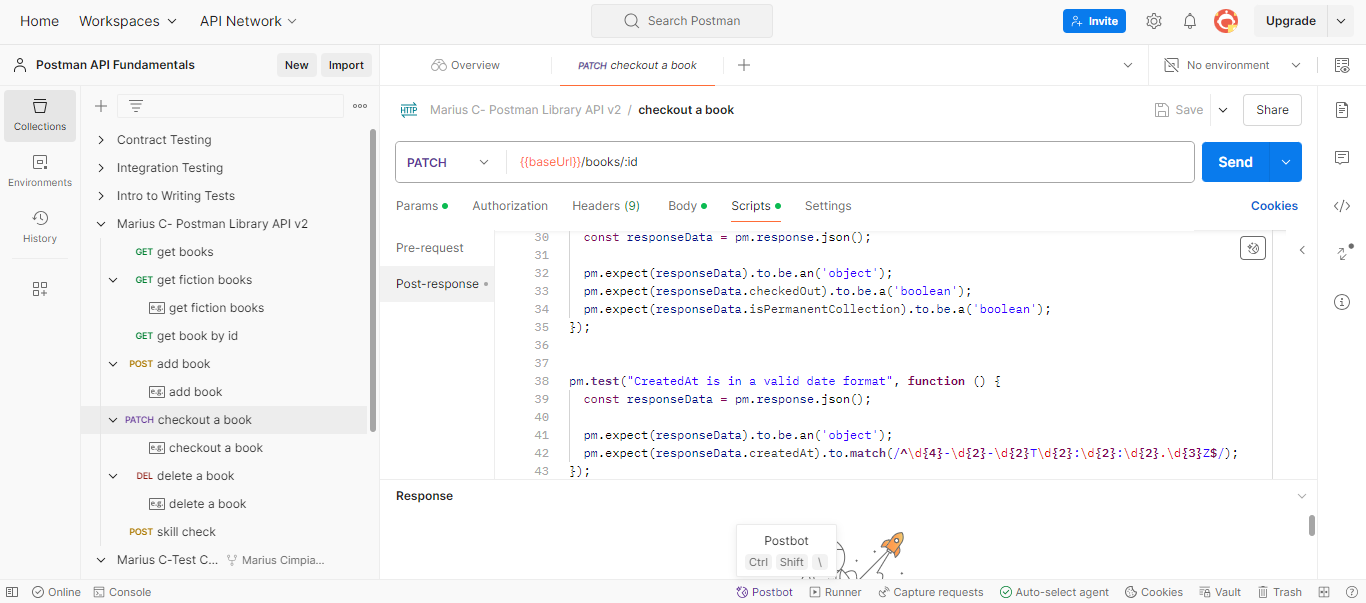 Home Workspaces API Network Search Postman Invite Upgrade
Postman API Fundamentals New Import Overview PATCH checkout a book No environment
Collections
Environments
History
Contract Testing
Integration Testing
Intro to Writing Tests
Marius C- Postman Library API v2
GET get books
GET get fiction books
e.g. get fiction books
GET get book by id
POST add book
e.g. add book
PATCH checkout a book
e.g. checkout a book
DEL delete a book
e.g. delete a book
POST skill check
Marius C-Test C... Marius Cimpia...
HTTP Marius C- Postman Library API v2 / checkout a book Save Share
PATCH {{baseUrl}}/books/:id Send
Params Authorization Headers (9) Body Scripts Settings Cookies
Pre-request
Post-response
30 const responseData = pm.response.json();
31
32 pm.expect(responseData).to.be.an('object');
33 pm.expect(responseData.checkedOut).to.be.a('boolean');
34 pm.expect(responseData.isPermanentCollection).to.be.a('boolean');
35 });
36
37
38 pm.test("CreatedAt is in a valid date format", function () {
39 const responseData = pm.response.json();
40
41 pm.expect(responseData).to.be.an('object');
42 pm.expect(responseData.createdAt).to.match(/^\d{4}-\d{2}-\d{2}T\d{2}:\d{2}:\d{2}.\d{3}Z$/);
43 });
Response
Postbot
Ctrl Shift \
Online Console Postbot Runner Capture requests Auto-select agent Cookies Vault Trash